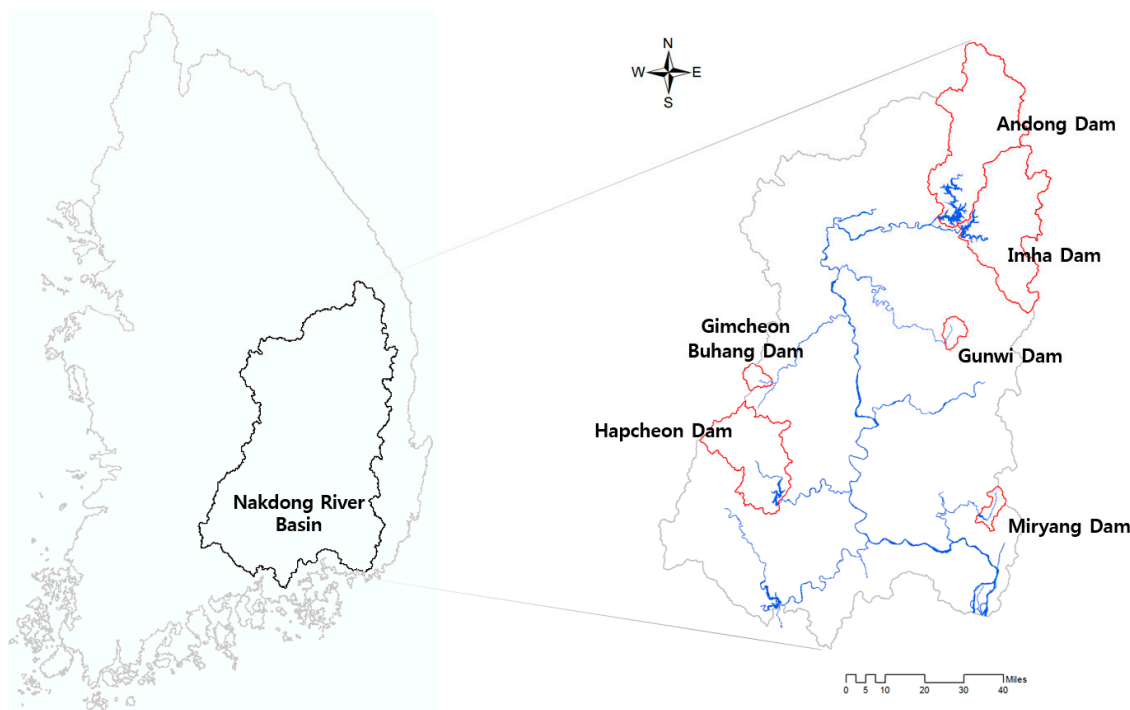 N
W E
S
Andong Dam
Imha Dam
Gimcheon
Buhang Dam
Gunwi Dam
Hapcheon Dam
Nakdong River
Basin
Miryang Dam
Miles
0 5 10 20 30 40